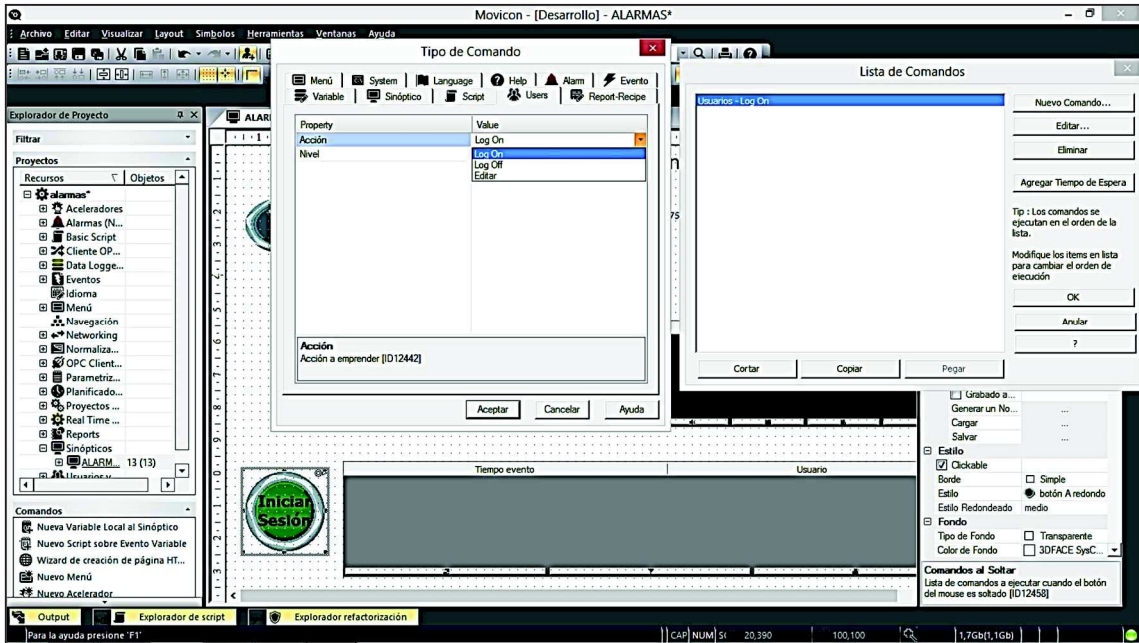 Movicon - [Desarrollo] - ALARMAS*
Archivo Editar Visualizar Layout Simbolos Herramientas Ventanas Ayuda
Explorador de Proyecto
Filtrar
Proyectos
Recursos Objetos
alarmas*
Aceleradores
Alarmas (N...
Basic Script
Cliente OP...
Data Logge...
Eventos
Idioma
Menú
Navegación
Networking
Normaliza...
OPC Client...
Parametriz...
Planificado...
Proyectos ...
Real Time ...
Reports
Sinópticos
ALARM... 13 (13)
Comandos
Nueva Variable Local al Sinóptico
Nuevo Script sobre Evento Variable
Wizard de creación de página HT...
Nuevo Menú
Nuevo Acelerador
Tipo de Comando
Menú System Language Help Alarm Evento
Variable Sinóptico Script Users Report-Recipe
Property Value
Acción Log On
Nivel
Log On
Log Off
Editar
Acción
Acción a emprender [ID12442]
Aceptar Cancelar Ayuda
Lista de Comandos
Usuarios - Log On
Nuevo Comando...
Editar...
Eliminar
Agregar Tiempo de Espera
Tip : Los comandos se
ejecutan en el orden de la
lista.
Modifique los items en lista
para cambiar el orden de
ejecución
OK
Anular
?
Cortar Copiar Pegar
Iniciar
Sesión
Tiempo evento Usuario
Grabado a...
Generar un No... ...
Cargar ...
Salvar ...
Estilo
Clickable
Borde Simple
Estilo botón A redondo
Estilo Redondeado medio
Fondo
Tipo de Fondo Transparente
Color de Fondo 3DFACE SysC...
Comandos al Soltar
Lista de comandos a ejecutar cuando el botón
del mouse es soltado [ID12458]
Output Explorador de script Explorador refactorización
Para la ayuda presione 'F1'
CAP NUM 20,390 100,100 1,7Gb(1,1Gb)